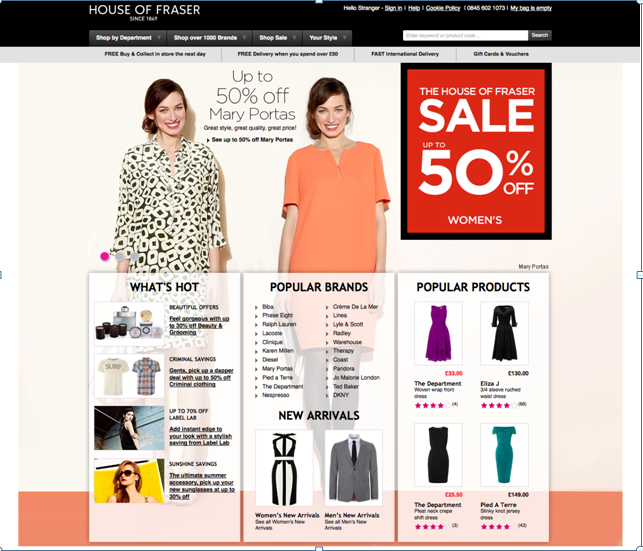 HOUSE OF FRASER
SINCE 1849
Hello Stranger - Sign in | Help | Cookie Policy | 0845 602 1073 | My bag is empty
Shop by Department
Shop over 1000 Brands
Shop Sale
Your Style
Enter keyword or product code ...
Search
FREE Buy & Collect in store the next day
FREE Delivery when you spend over £50
FAST International Delivery
Gift Cards & Vouchers
Up to
50% off
Mary Portas
Great style, great quality, great price!
See up to 50% off Mary Portas
THE HOUSE OF FRASER
SALE
UP TO
50%
OFF
WOMEN'S
Mary Portas
WHAT'S HOT
BEAUTIFUL OFFERS
Feel gorgeous with up
to 30% off Beauty &
Grooming
CRIMINAL SAVINGS
Gents, pick up a dapper
deal with up to 50% off
Criminal clothing
UP TO 70% OFF
LABEL LAB
Add instant edge to
your look with a stylish
saving from Label Lab
SUNSHINE SAVINGS
The ultimate summer
accessory, pick up your
new sunglasses at up to
30% off
POPULAR BRANDS
Biba
Phase Eight
Ralph Lauren
Lacoste
Clinique
Karen Millen
Diesel
Mary Portas
Pied a Terre
The Department
Nespresso
Crème De La Mer
Linea
Lyle & Scott
Radley
Warehouse
Therapy
Coast
Pandora
Jo Malone London
Ted Baker
DKNY
NEW ARRIVALS
Women's New Arrivals
See all Women's New
Arrivals
Men's New Arrivals
See all Men's New
Arrivals
POPULAR PRODUCTS
£33.00
The Department
Woven wrap front
dress
(4)
£130.00
Eliza J
3/4 sleeve ruched
waist dress
(68)
£25.50
The Department
Pleat neck crepe
shift dress
(3)
£149.00
Pied A Terre
Slinky knot jersey
dress
(43)